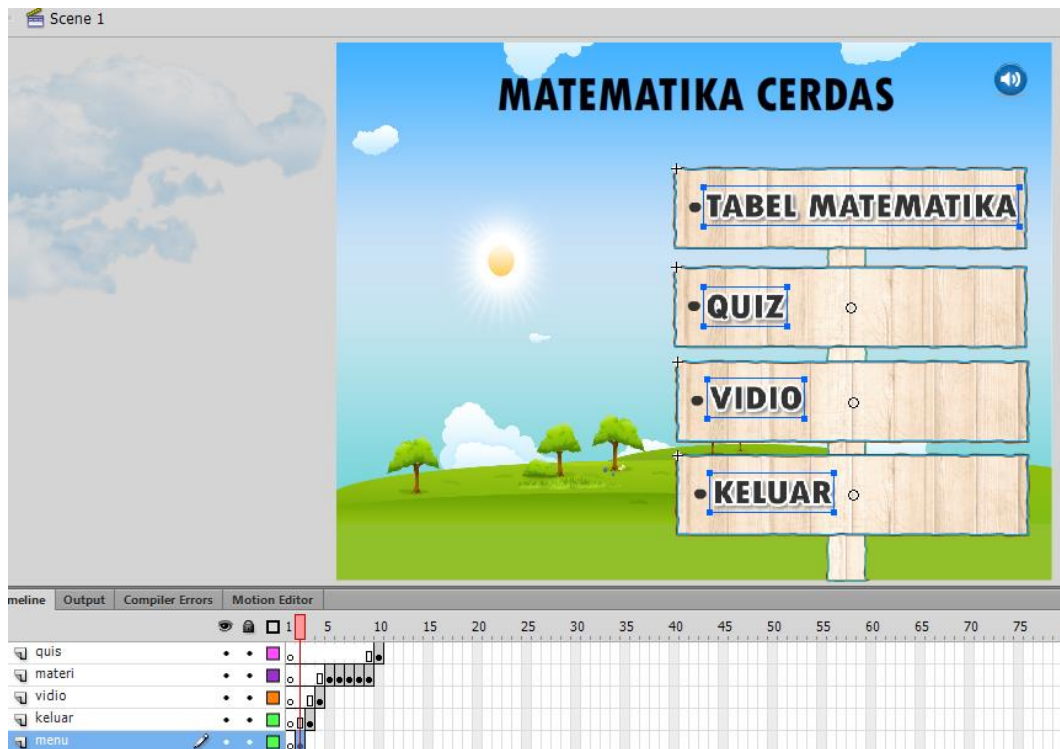 Scene 1
MATEMATIKA CERDAS
TABEL MATEMATIKA
QUIZ
VIDIO
KELUAR
meline Output Compiler Errors Motion Editor
1 5 10 15 20 25 30 35 40 45 50 55 60 65 70 75
quis
materi
vidio
keluar
menu